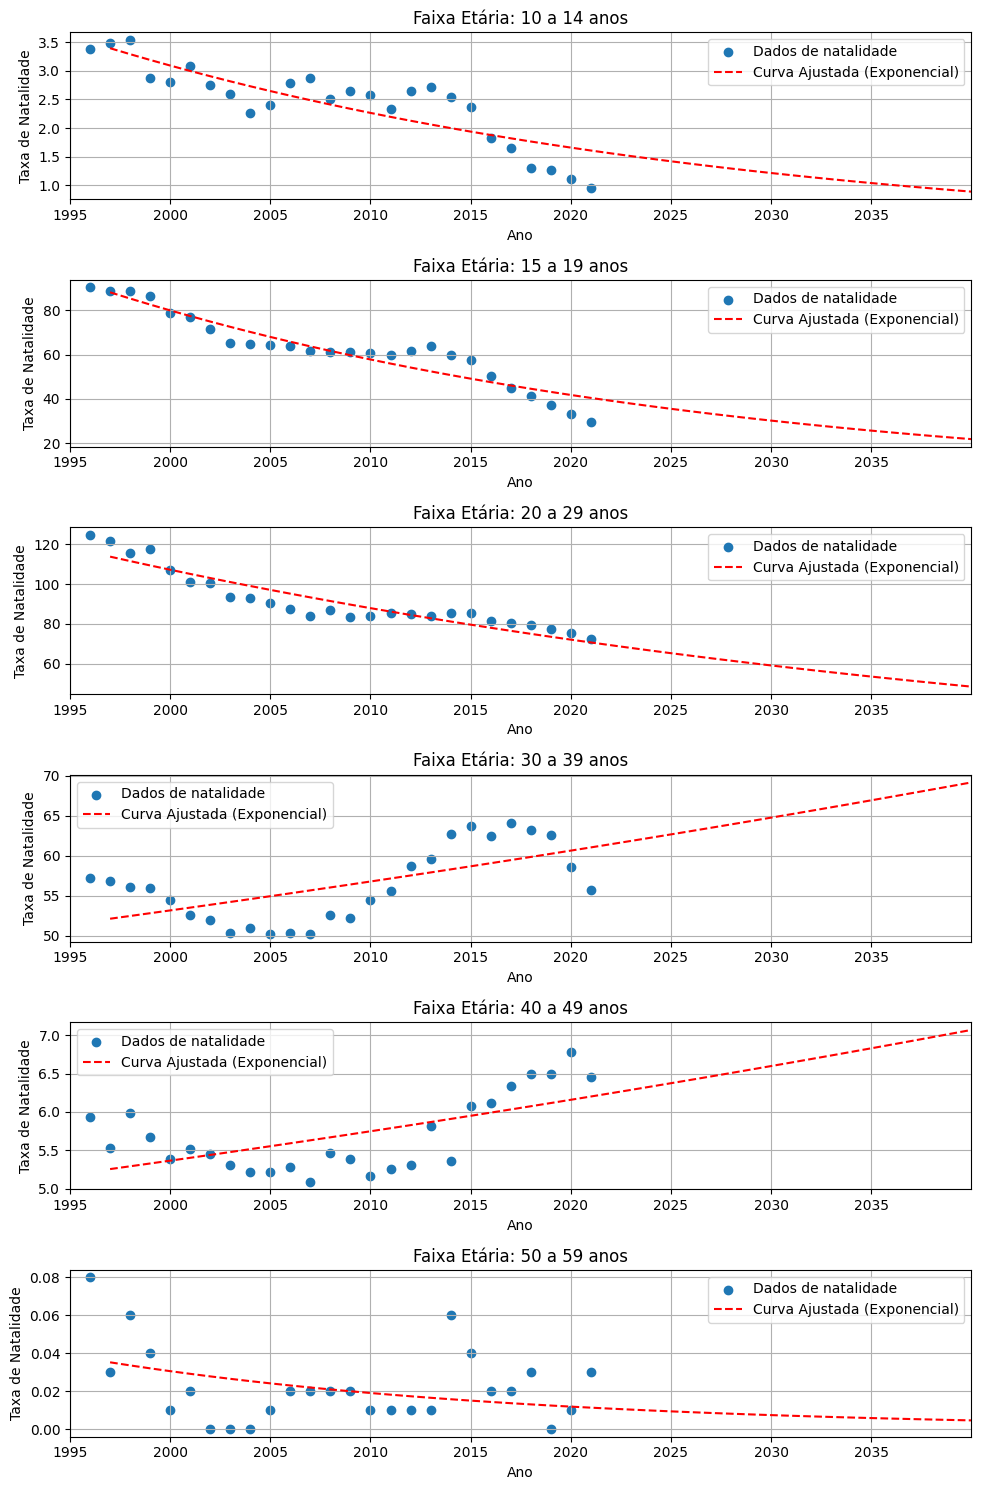 Faixa Etária: 10 a 14 anos
Taxa de Natalidade
3.5
3.0
2.5
2.0
1.5
1.0
Dados de natalidade
Curva Ajustada (Exponencial)
1995 2000 2005 2010 2015 2020 2025 2030 2035
Ano
Faixa Etária: 15 a 19 anos
Taxa de Natalidade
80
60
40
20
Dados de natalidade
Curva Ajustada (Exponencial)
1995 2000 2005 2010 2015 2020 2025 2030 2035
Ano
Faixa Etária: 20 a 29 anos
Taxa de Natalidade
120
100
80
60
Dados de natalidade
Curva Ajustada (Exponencial)
1995 2000 2005 2010 2015 2020 2025 2030 2035
Ano
Faixa Etária: 30 a 39 anos
Taxa de Natalidade
70
65
60
55
50
Dados de natalidade
Curva Ajustada (Exponencial)
1995 2000 2005 2010 2015 2020 2025 2030 2035
Ano
Faixa Etária: 40 a 49 anos
Taxa de Natalidade
7.0
6.5
6.0
5.5
5.0
Dados de natalidade
Curva Ajustada (Exponencial)
1995 2000 2005 2010 2015 2020 2025 2030 2035
Ano
Faixa Etária: 50 a 59 anos
Taxa de Natalidade
0.08
0.06
0.04
0.02
0.00
Dados de natalidade
Curva Ajustada (Exponencial)
1995 2000 2005 2010 2015 2020 2025 2030 2035
Ano